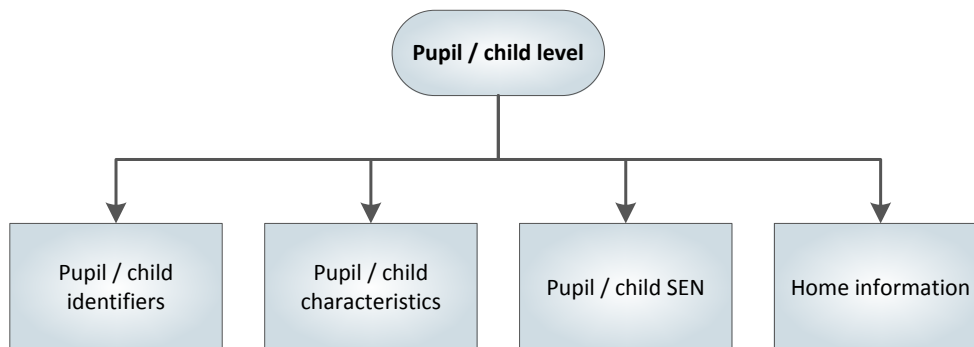 Pupil / child level
Pupil / child
identifiers
Pupil / child
characteristics
Pupil / child SEN
Home information